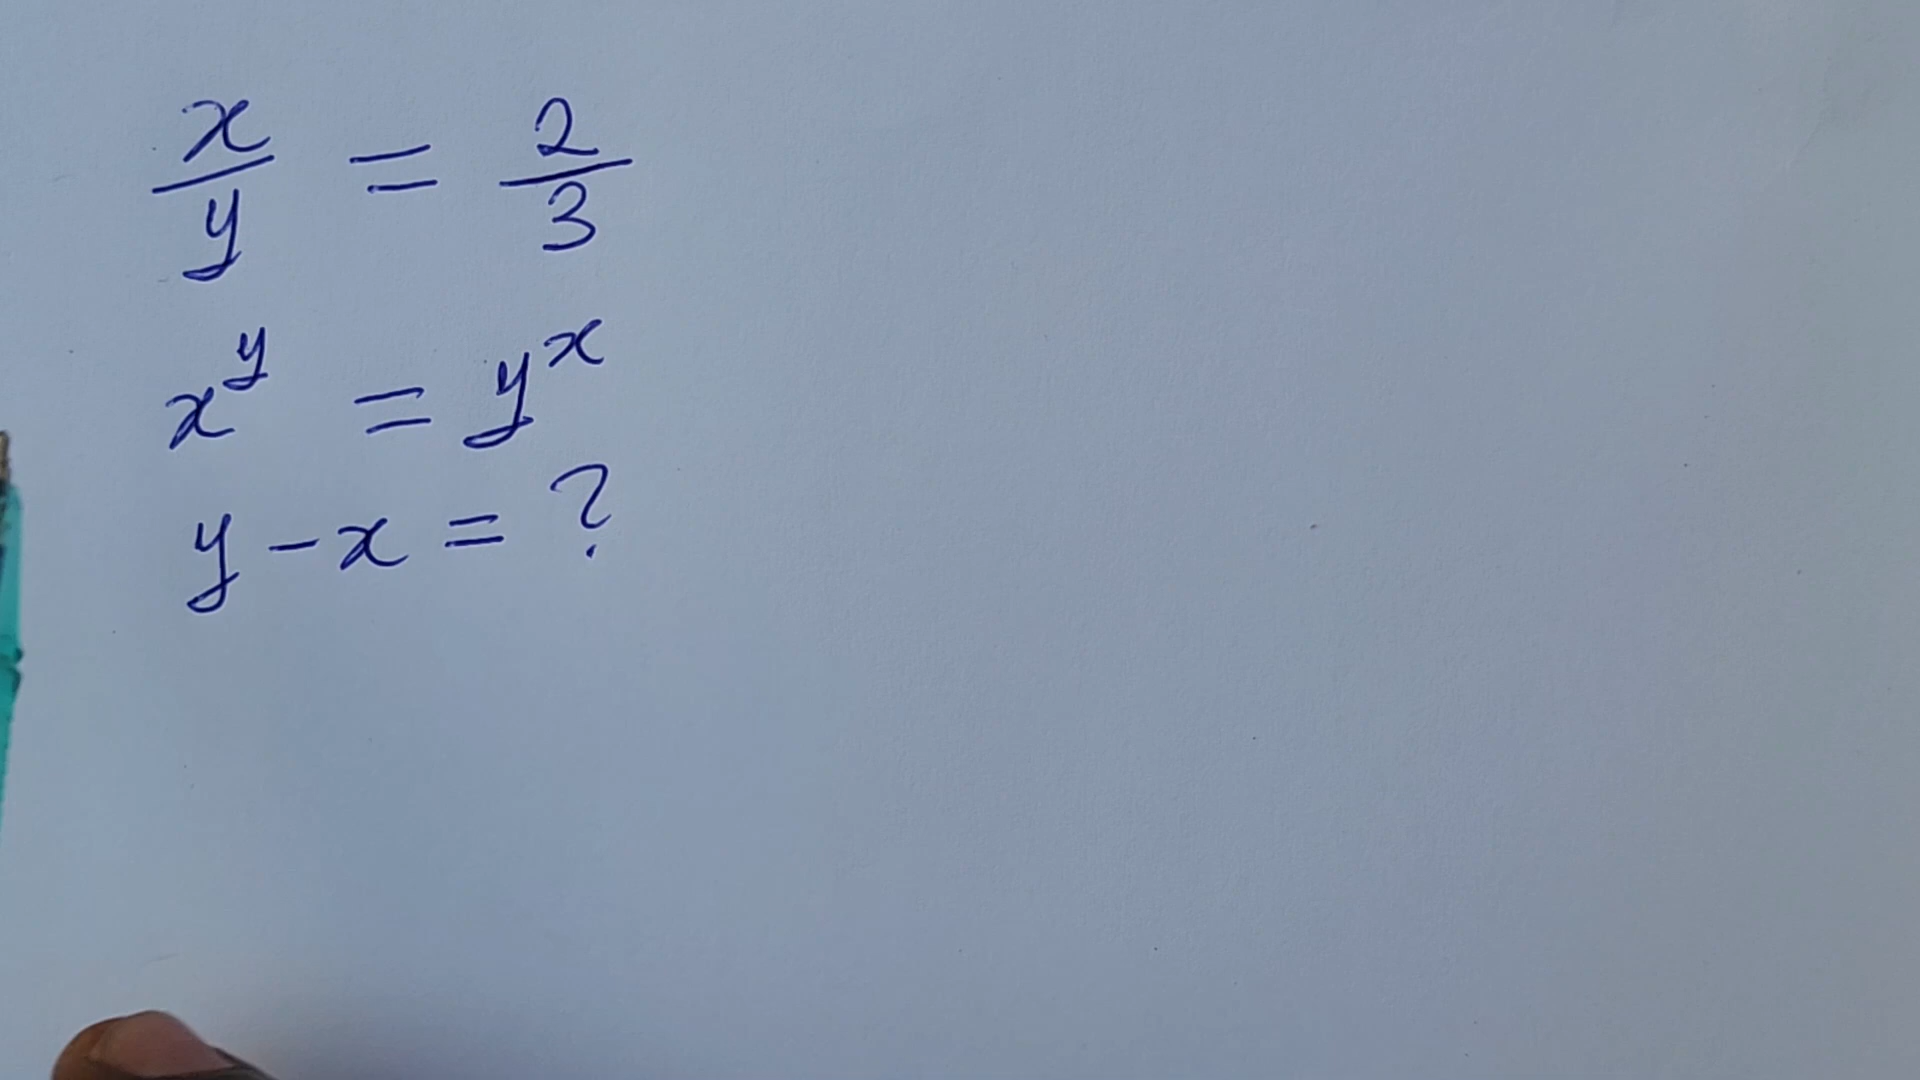 x/y = 2/3
x^y = y^x
y - x = ?